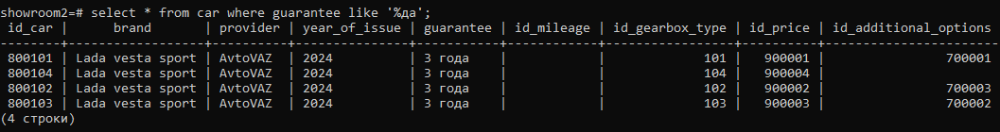 showroom2=# select * from car where guarantee like '%да';
 id_car |      brand       | provider | year_of_issue | guarantee | id_mileage | id_gearbox_type | id_price | id_additional_options
--------+------------------+----------+---------------+-----------+------------+-----------------+----------+-----------------------
 800101 | Lada vesta sport | AvtoVAZ  | 2024          | 3 года    |            |             101 |   900001 |                700001
 800104 | Lada vesta sport | AvtoVAZ  | 2024          | 3 года    |            |             104 |   900004 |
 800102 | Lada vesta sport | AvtoVAZ  | 2024          | 3 года    |            |             102 |   900002 |                700003
 800103 | Lada vesta sport | AvtoVAZ  | 2024          | 3 года    |            |             103 |   900003 |                700002
(4 строки)